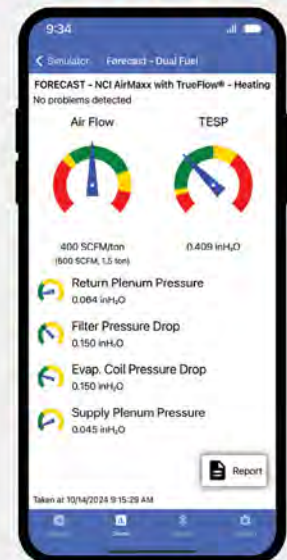 9:34
Simulator Forecast - Dual Fuel
FORECAST - NCI AirMaxx with TrueFlow® - Heating
No problems detected
Air Flow TESP
400 SCFM/ton 0.409 inH₂O
(600 SCFM, 1.5 ton)
Return Plenum Pressure
0.064 inH₂O
Filter Pressure Drop
0.150 inH₂O
Evap. Coil Pressure Drop
0.150 inH₂O
Supply Plenum Pressure
0.045 inH₂O
Report
Taken at 10/14/2024 9:15:29 AM